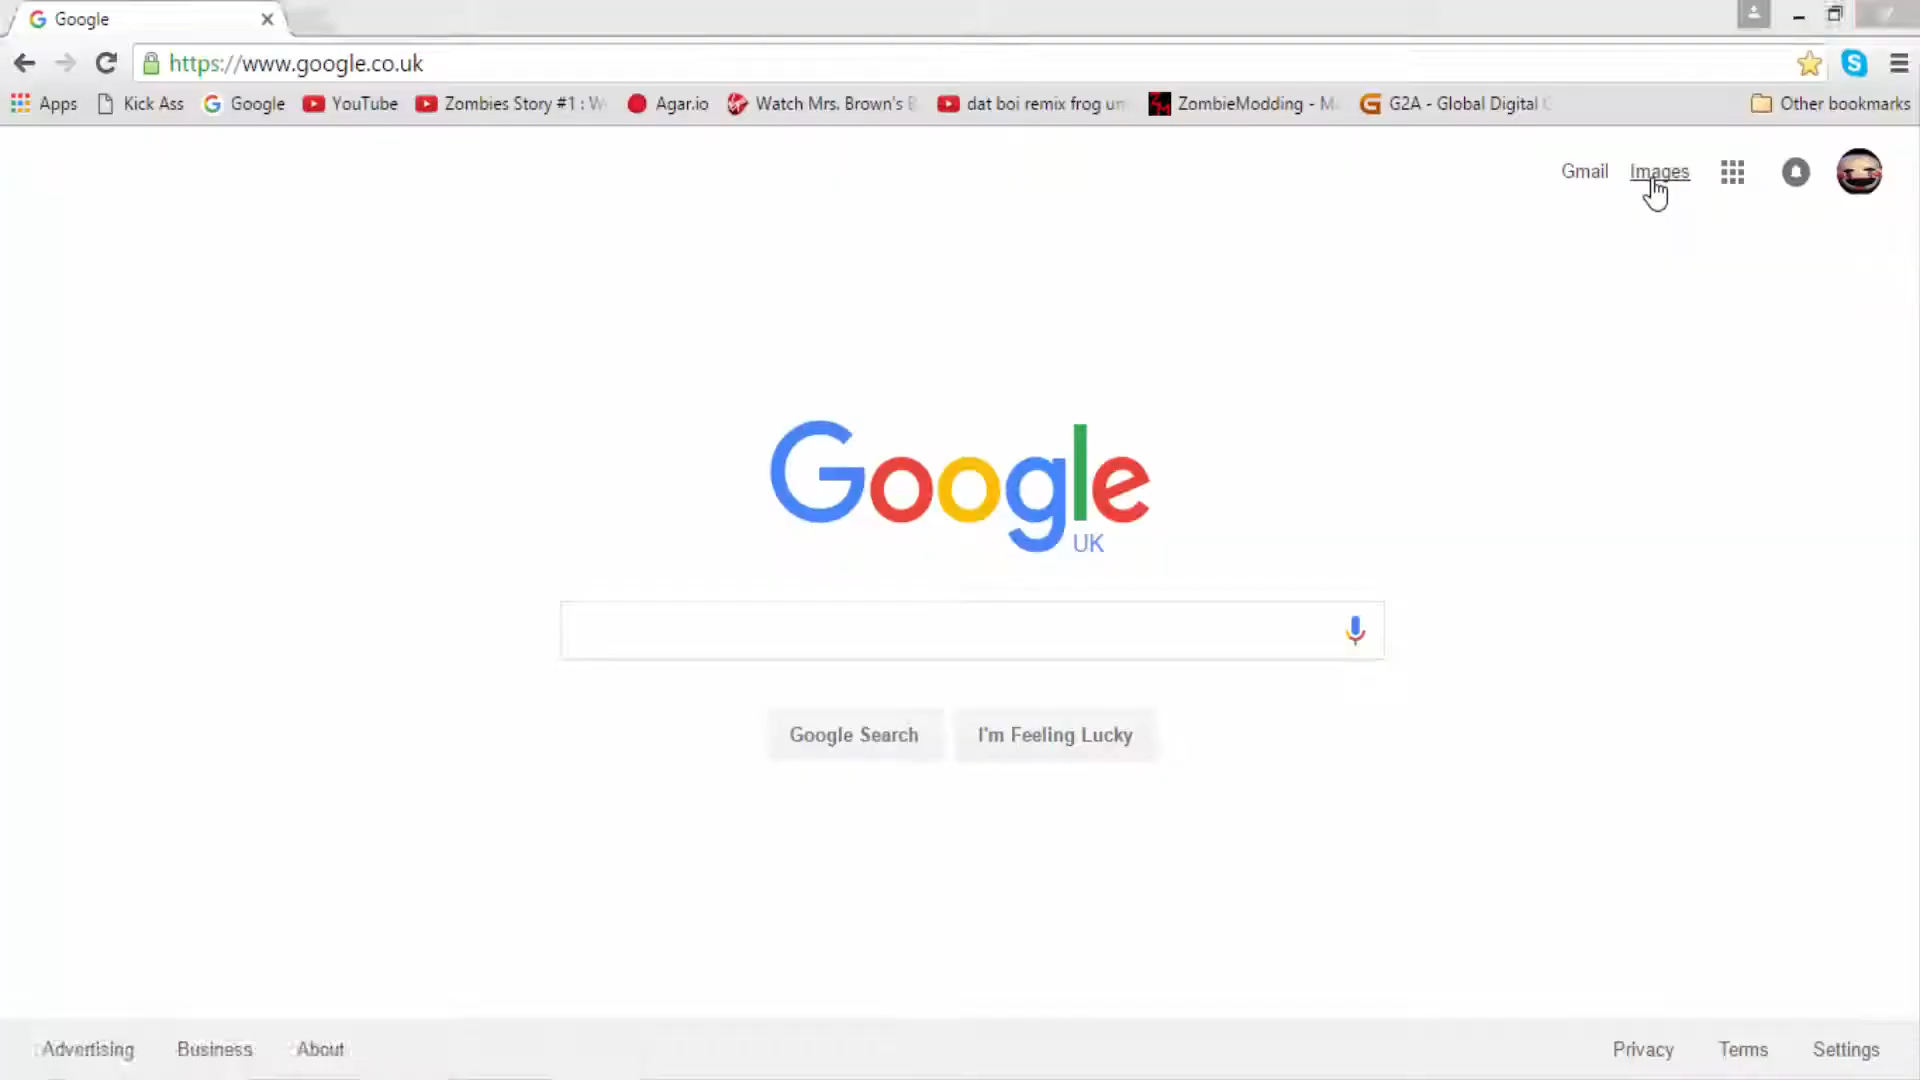 Google
https://www.google.co.uk
Apps Kick Ass Google YouTube Zombies Story #1 : W Agar.io Watch Mrs. Brown's B dat boi remix frog un ZombieModding - M G2A - Global Digital Other bookmarks
Gmail Images
Google
UK
Google Search I'm Feeling Lucky
Advertising Business About Privacy Terms Settings